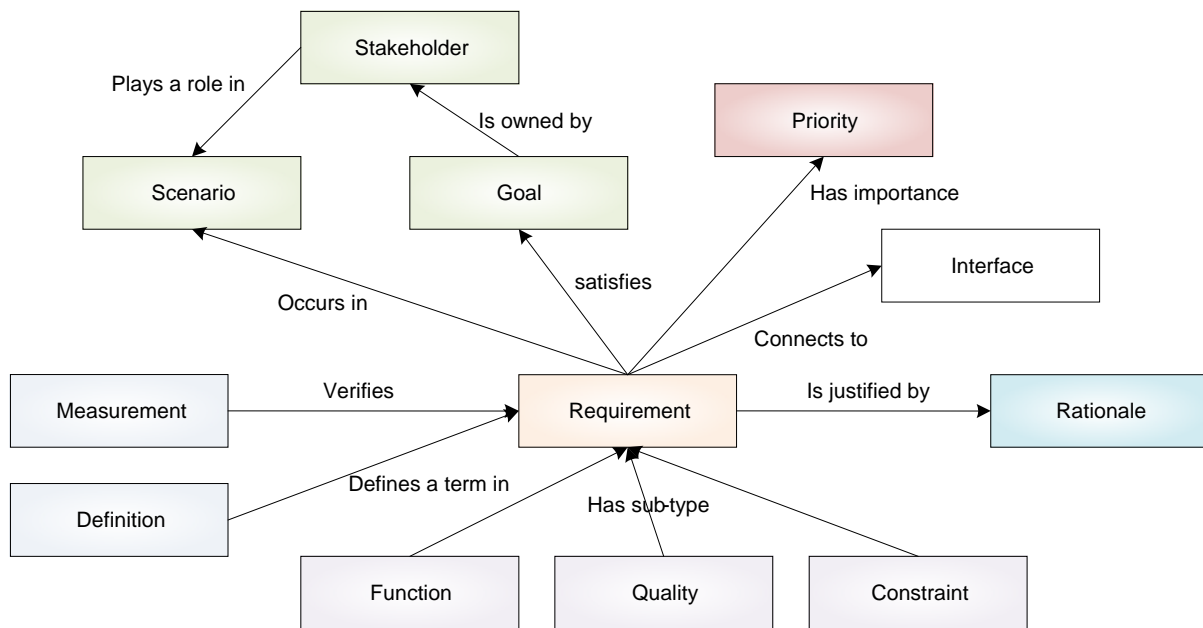 Stakeholder
Plays a role in
Is owned by
Priority
Scenario
Goal
Has importance
Interface
satisfies
Occurs in
Connects to
Measurement
Verifies
Requirement
Is justified by
Rationale
Defines a term in
Has sub-type
Definition
Function
Quality
Constraint